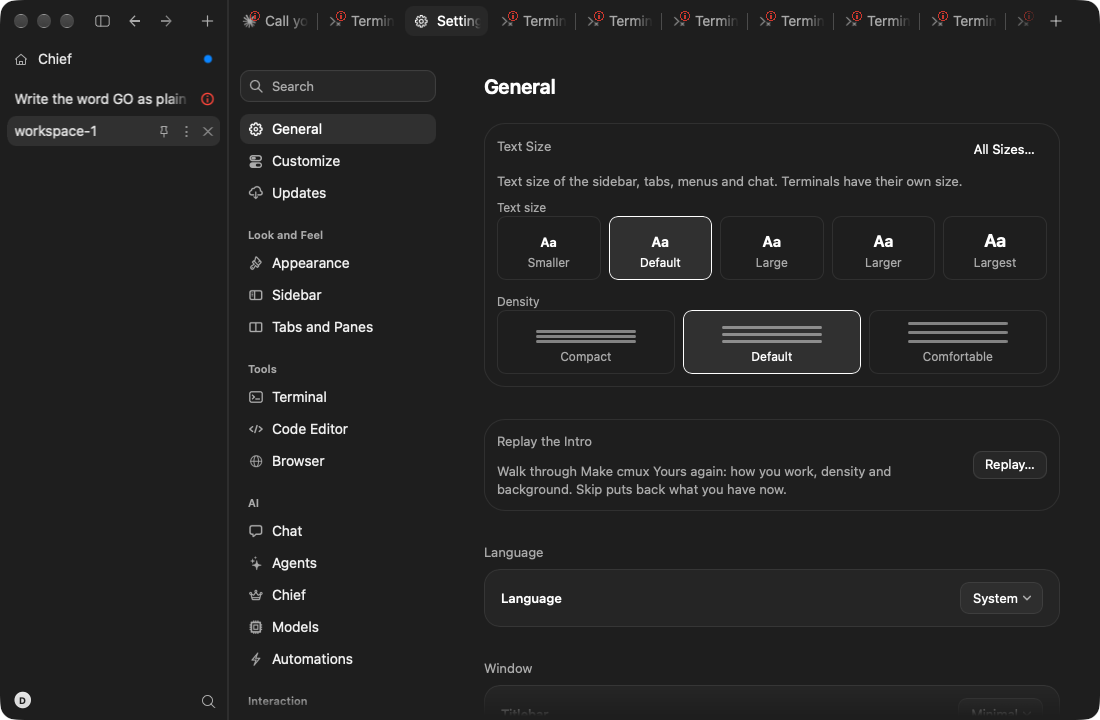 Call yo
Termin
Setting
Termin
Termin
Termin
Termin
Termin
Termin
Chief
Write the word GO as plain
workspace-1
D
Search
General
Customize
Updates
Look and Feel
Appearance
Sidebar
Tabs and Panes
Tools
Terminal
Code Editor
Browser
AI
Chat
Agents
Chief
Models
Automations
Interaction
General
Text Size
All Sizes...
Text size of the sidebar, tabs, menus and chat. Terminals have their own size.
Text size
Aa Aa Aa Aa Aa
Smaller Default Large Larger Largest
Density
Compact Default Comfortable
Replay the Intro
Walk through Make cmux Yours again: how you work, density and
background. Skip puts back what you have now.
Replay...
Language
Language
System
Window
Titlebar
Minimal